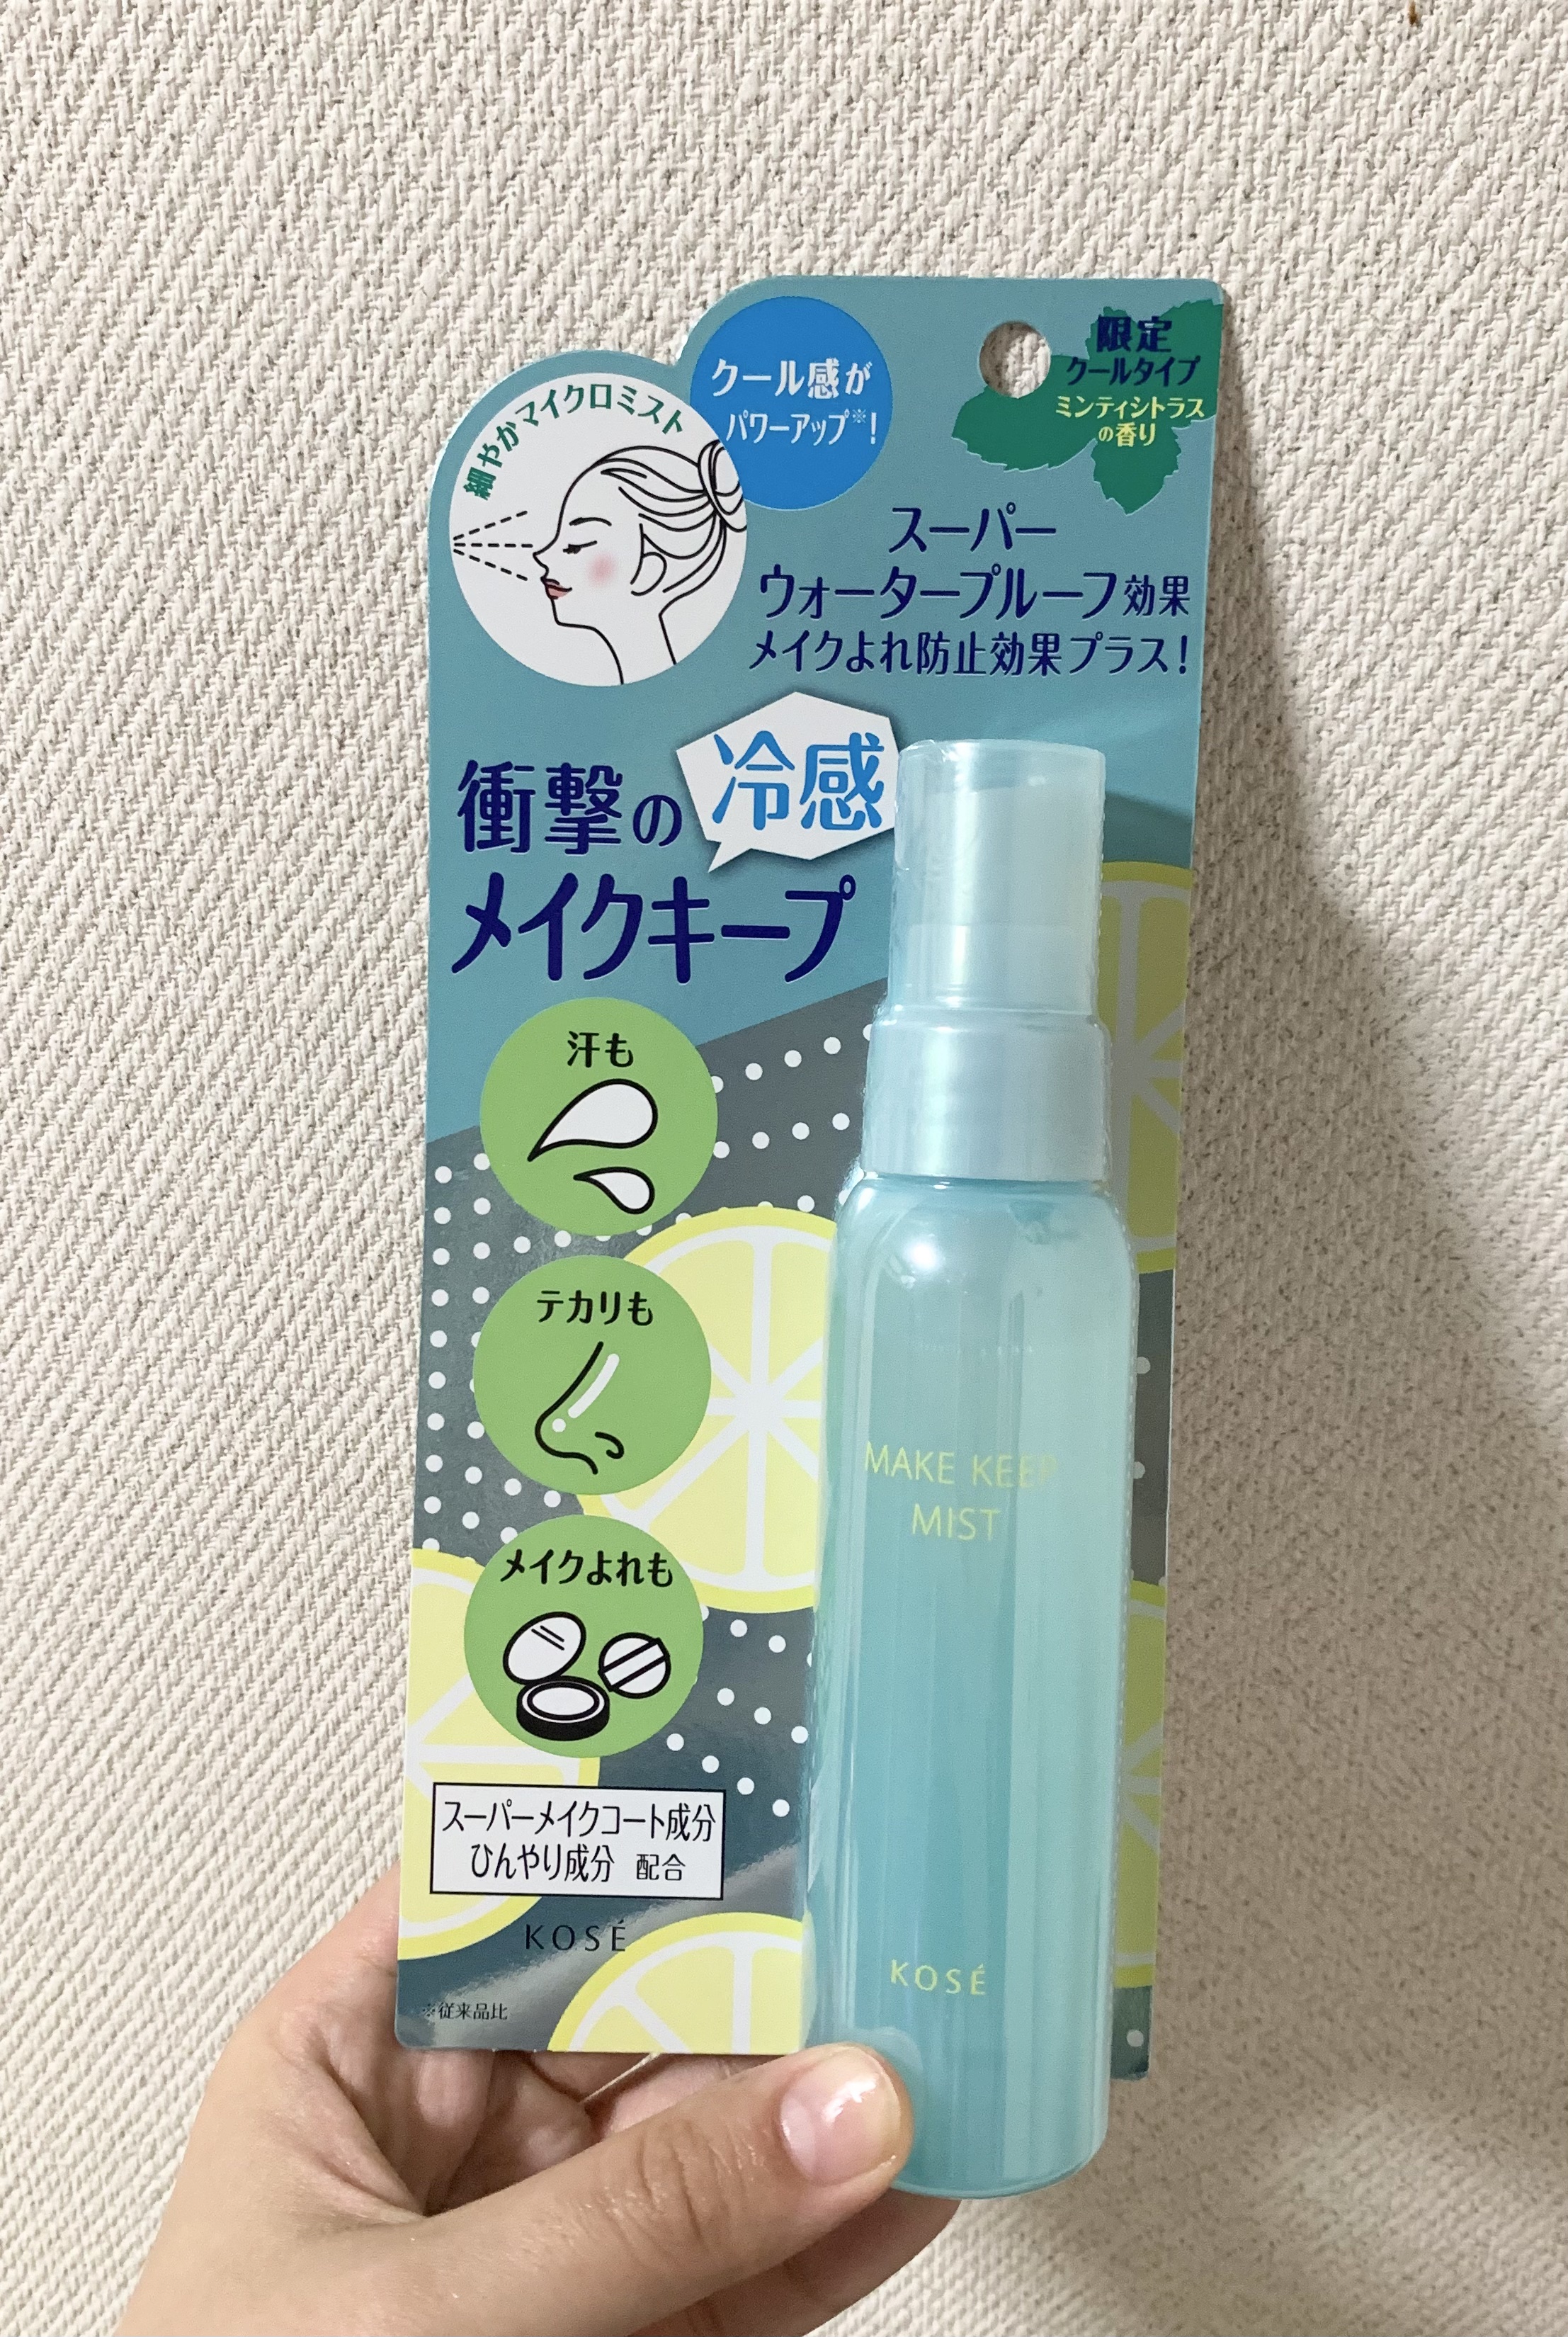 細やかマイクロミスト
クール感が
パワーアップ※!
限定
クールタイプ
ミンティシトラス
の香り
スーパー
ウォータープルーフ効果
メイクよれ防止効果プラス!
衝撃の冷感
メイクキープ
汗も
テカリも
メイクよれも
MAKE KEEP
MIST
スーパーメイクコート成分
ひんやり成分 配合
KOSÉ
KOSÉ
※従来品比